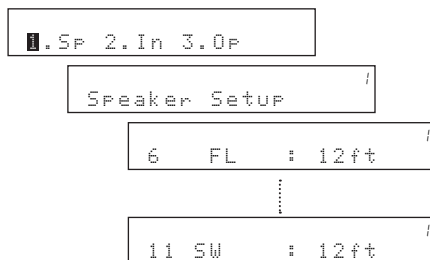 1.Sp 2.In 3.Op
1
Speaker Setup
1
6 FL : 12ft
1
11 SW : 12ft